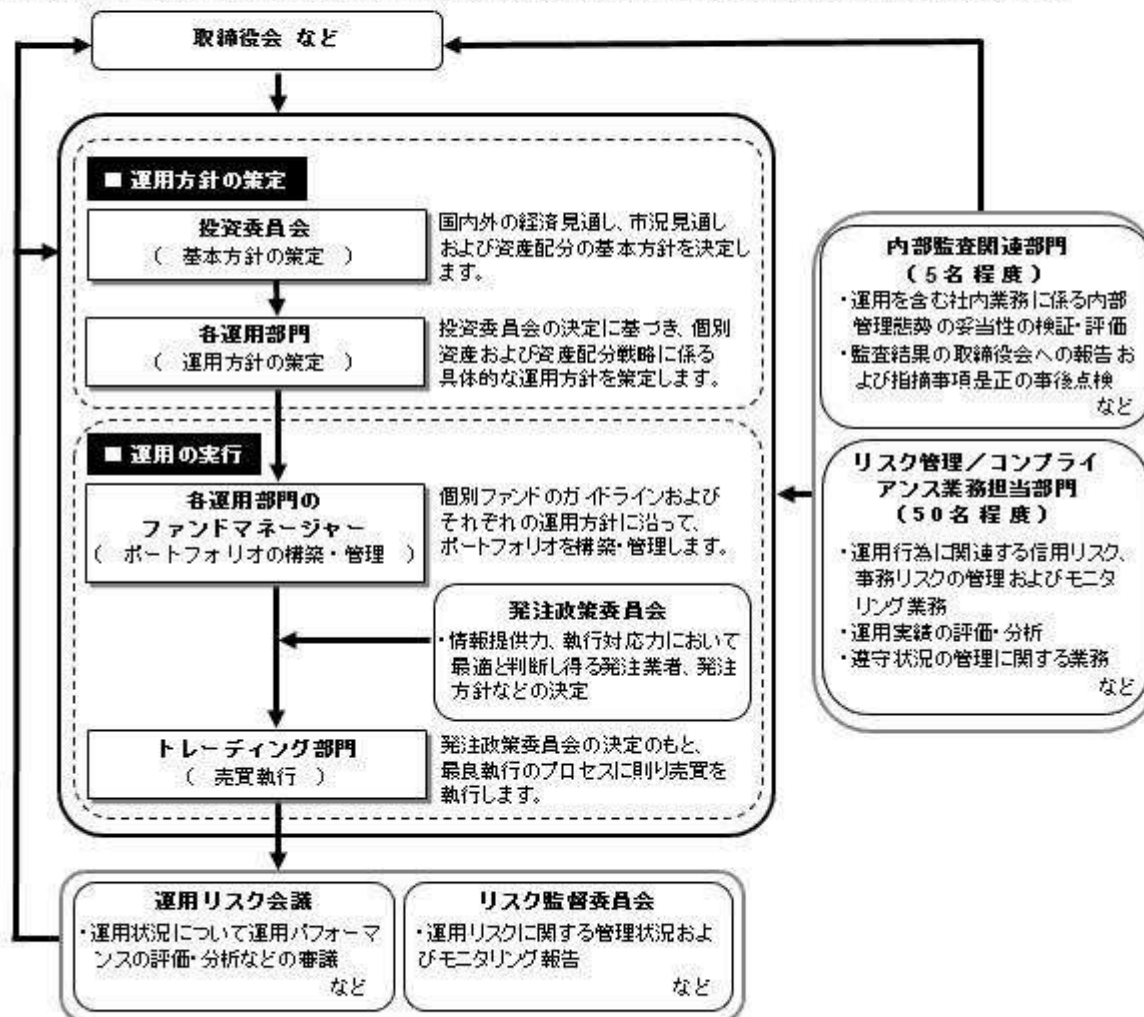 取締役会 など
■ 運用方針の策定
投資委員会
（ 基本方針の策定 ）
国内外の経済見通し、市況見通し
および資産配分の基本方針を決定し
ます。
各運用部門
（ 運用方針の策定 ）
投資委員会の決定に基づき、個別
資産および資産配分戦略に係る
具体的な運用方針を策定します。
■ 運用の実行
各運用部門の
ファンドマネージャー
（ ポートフォリオの構築・管理 ）
個別ファンドのガイドラインおよび
それぞれの運用方針に沿って、
ポートフォリオを構築・管理します。
発注政策委員会
・情報提供力、執行対応力において
最適と判断し得る発注業者、発注
方針などの決定
トレーディング部門
（ 売買執行 ）
発注政策委員会の決定のもと、
最良執行のプロセスに則り売買を
執行します。
内部監査関連部門
（5名程度）
・運用を含む社内業務に係る内部
管理態勢の妥当性の検証・評価
・監査結果の取締役会への報告お
よび指摘事項是正の事後点検
など
リスク管理／コンプライ
アンス業務担当部門
（50名程度）
・運用行為に関連する信用リスク、
事務リスクの管理およびモニタ
リング業務
・運用実績の評価・分析
・遵守状況の管理に関する業務
など
運用リスク会議
・運用状況について運用パフォーマ
ンスの評価・分析などの審議
など
リスク監督委員会
・運用リスクに関する管理状況およ
びモニタリング報告
など